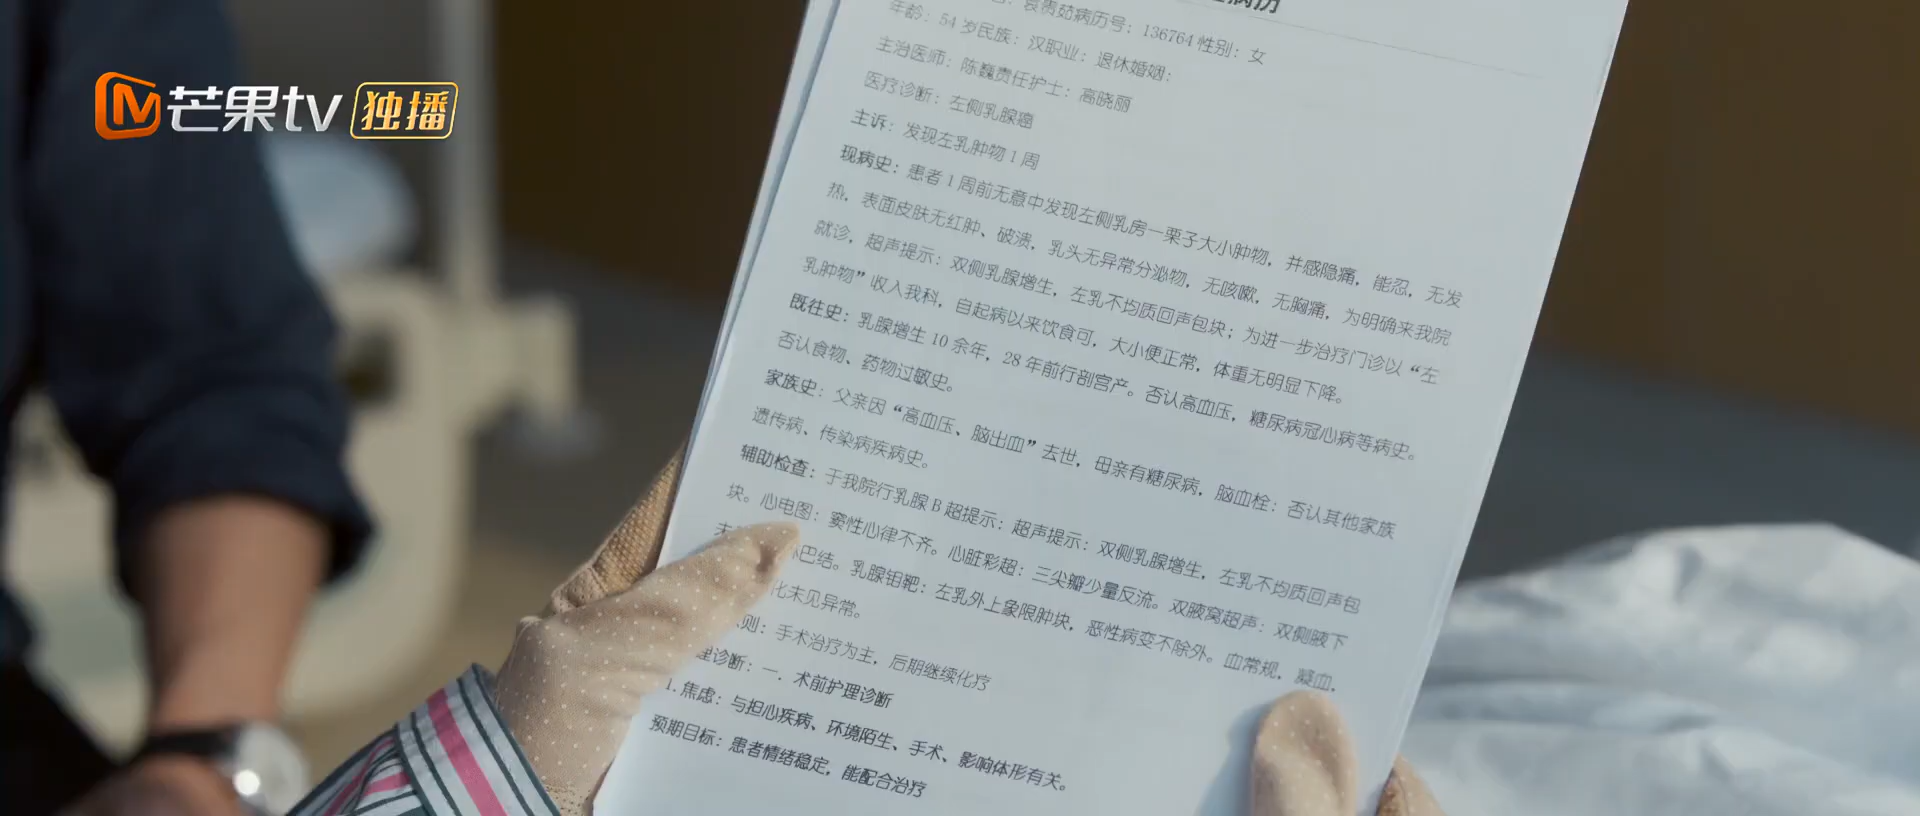 芒果tv 独播
病历
袁贵茹病历号：136764 性别：女
年龄：54 岁民族：汉职业：退休婚姻：
主治医师：陈巍责任护士：高晓丽
医疗诊断：左侧乳腺癌
主诉：发现左乳肿物 1 周
现病史：患者 1 周前无意中发现左侧乳房一栗子大小肿物，并感隐痛，能忍，无发
热，表面皮肤无红肿、破溃，乳头无异常分泌物，无咳嗽，无胸痛，为明确来我院
就诊，超声提示：双侧乳腺增生，左乳不均质回声包块；为进一步治疗门诊以“左
乳肿物”收入我科，自起病以来饮食可，大小便正常，体重无明显下降。
既往史：乳腺增生 10 余年，28 年前行剖宫产。否认高血压，糖尿病冠心病等病史。
否认食物、药物过敏史。
家族史：父亲因“高血压、脑出血”去世，母亲有糖尿病，脑血栓：否认其他家族
遗传病、传染病疾病史。
辅助检查：于我院行乳腺 B 超提示：超声提示：双侧乳腺增生，左乳不均质回声包
块。心电图：窦性心律不齐。心脏彩超：三尖瓣少量反流。双腋窝超声：双侧腋下
未 巴结。乳腺钼靶：左乳外上象限肿块，恶性病变不除外。血常规，凝血，
化未见异常。
则：手术治疗为主，后期继续化疗
理诊断：一．术前护理诊断
1. 焦虑：与担心疾病、环境陌生、手术、影响体形有关。
预期目标：患者情绪稳定，能配合治疗